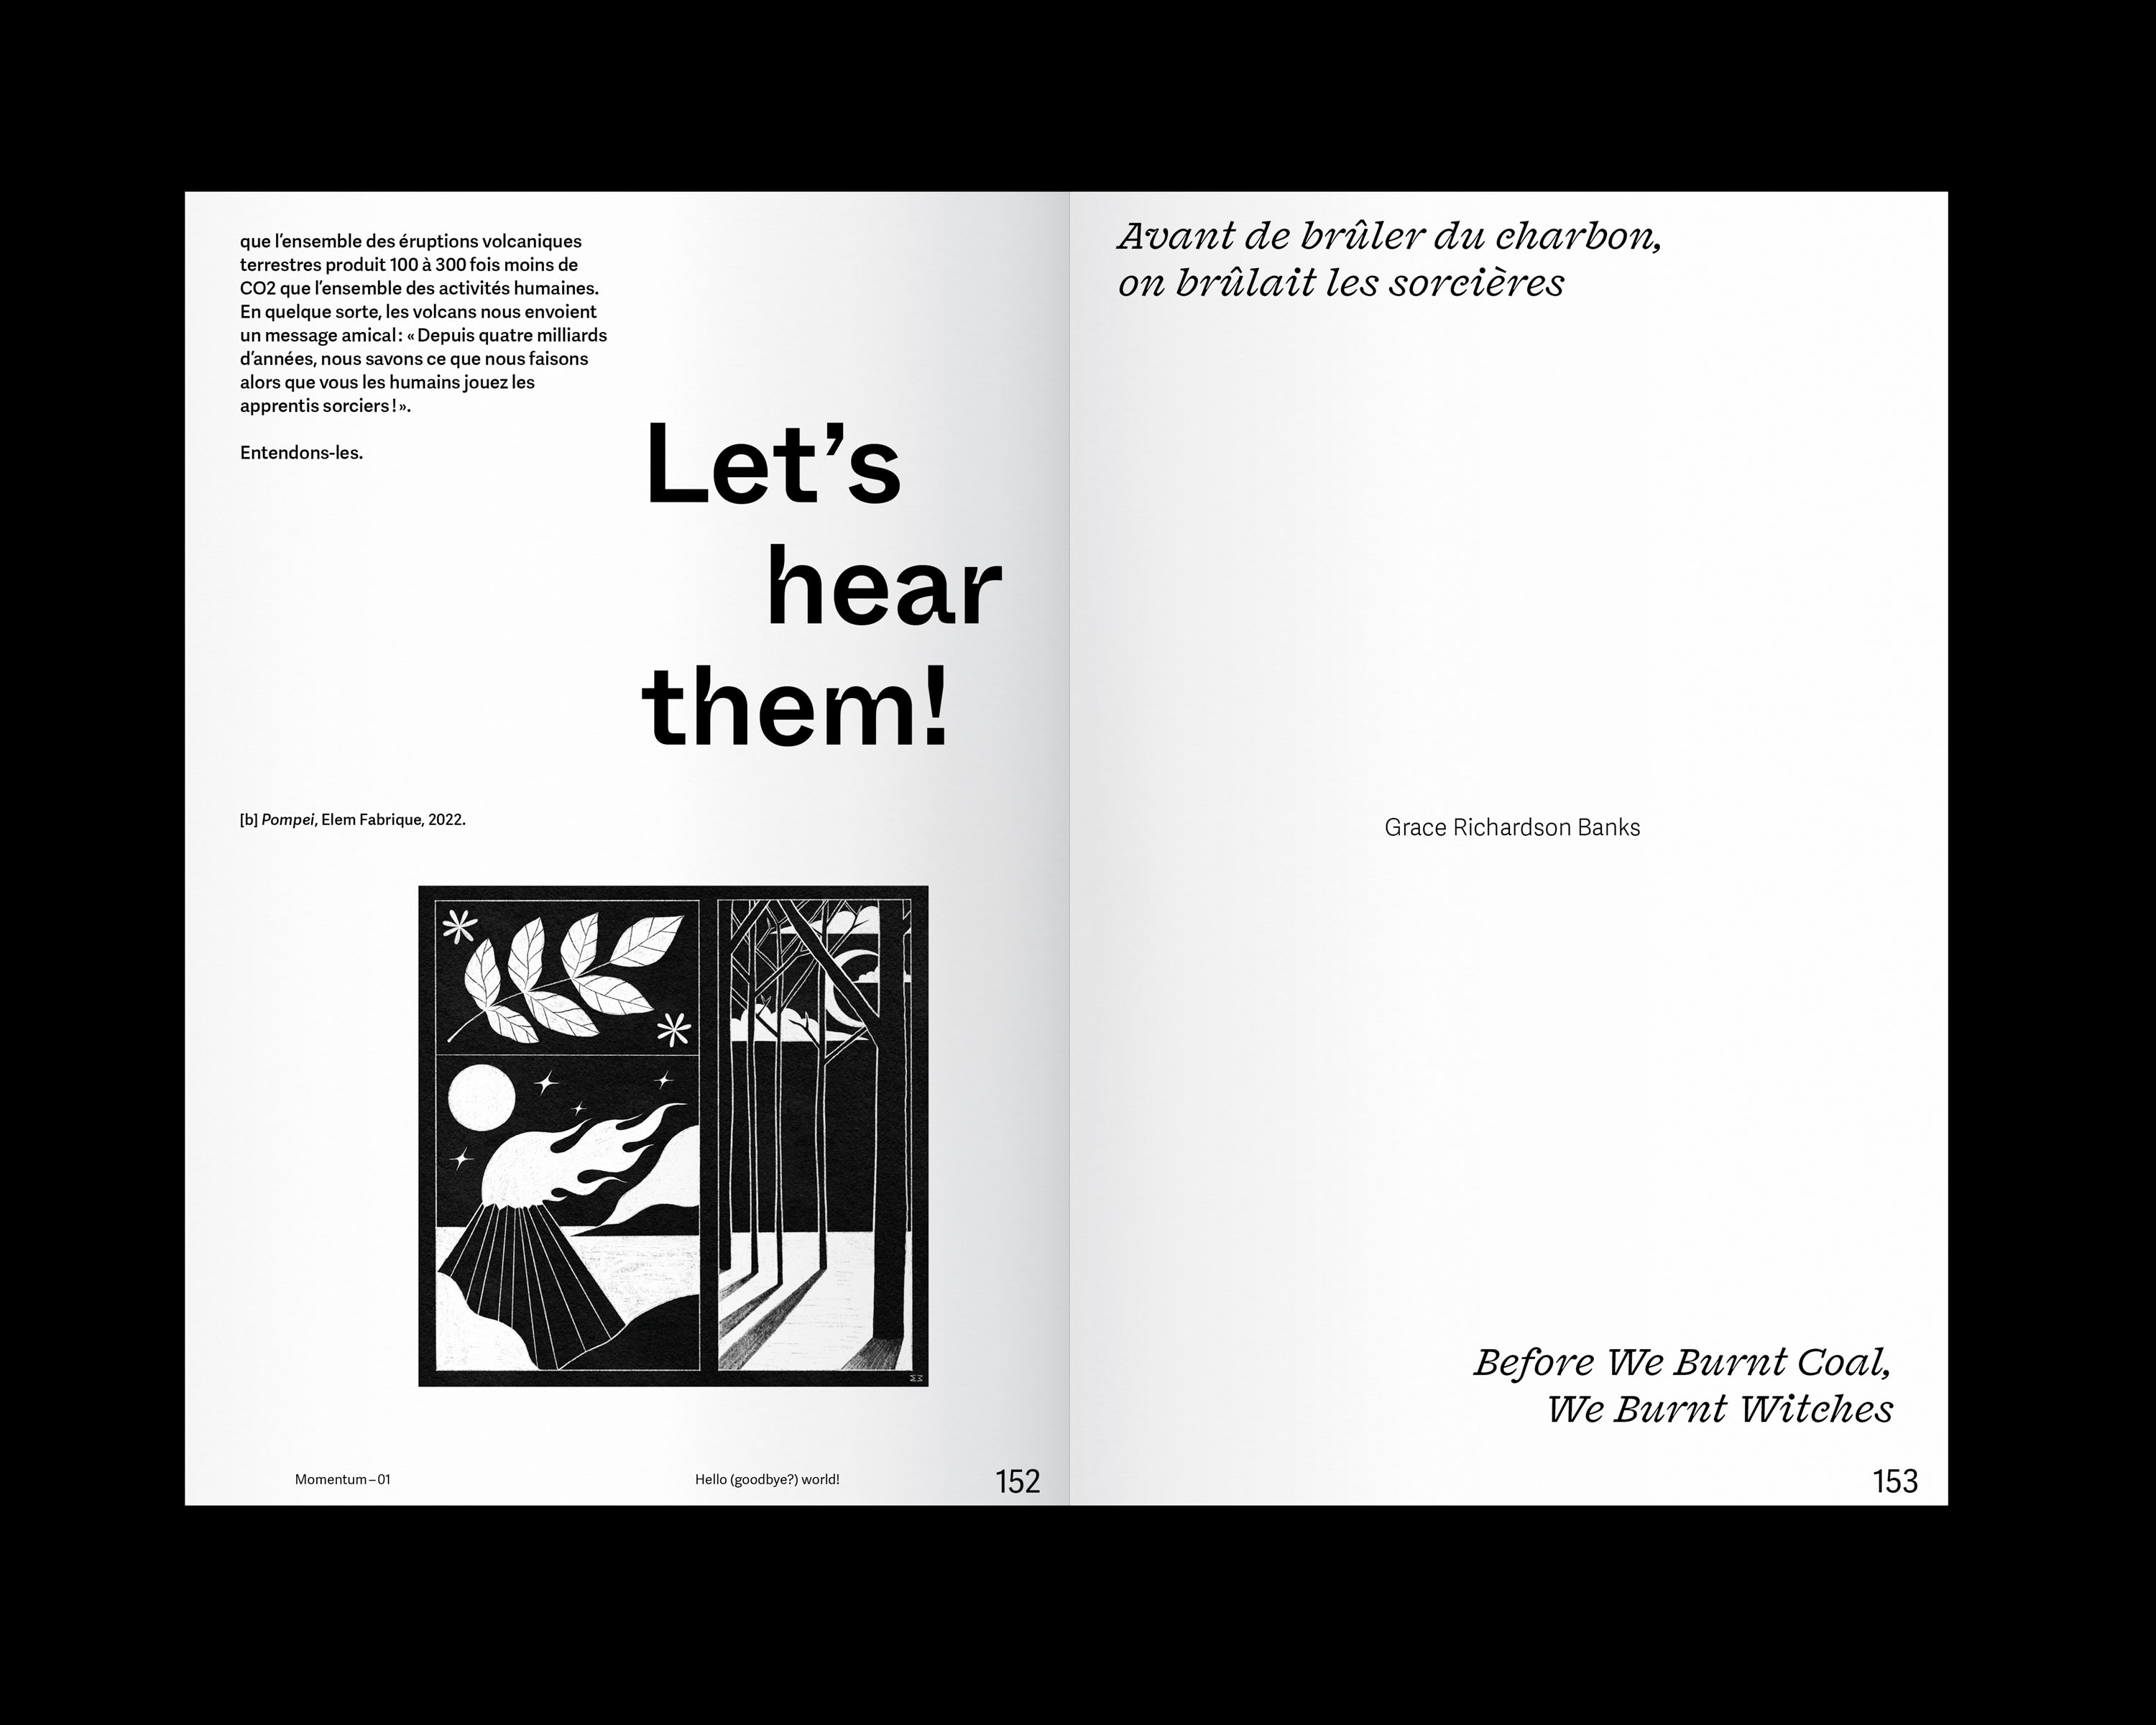 que l’ensemble des éruptions volcaniques
terrestres produit 100 à 300 fois moins de
CO2 que l’ensemble des activités humaines.
En quelque sorte, les volcans nous envoient
un message amical : « Depuis quatre milliards
d’années, nous savons ce que nous faisons
alors que vous les humains jouez les
apprentis sorciers ! ».
Entendons-les.
Let’s
hear
them!
[b] Pompei, Elem Fabrique, 2022.
Momentum – 01
Hello (goodbye?) world!
152
Avant de brûler du charbon,
on brûlait les sorcières
Grace Richardson Banks
Before We Burnt Coal,
We Burnt Witches
153